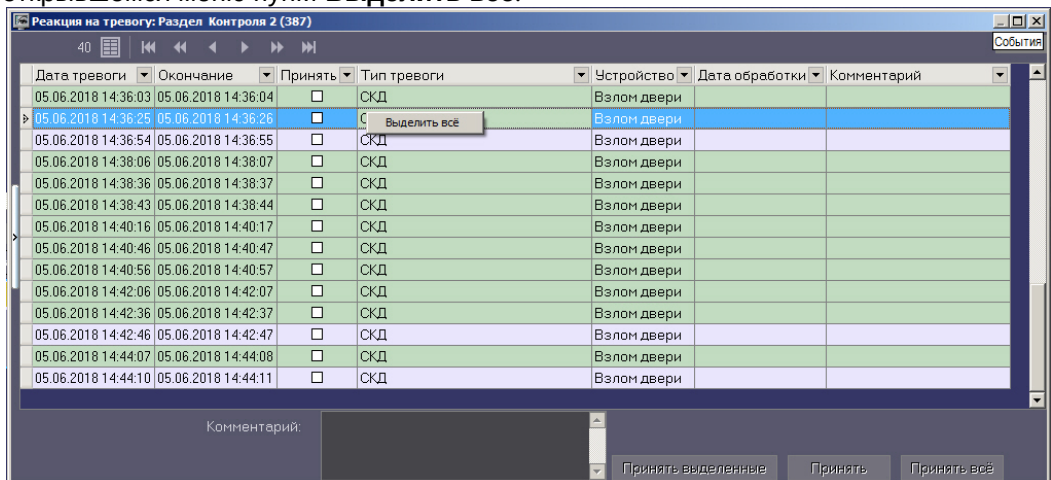 открывшемся меню пункт Выделить всё.
Реакция на тревогу: Раздел Контроля 2 (387)
40
События
Дата тревоги Окончание Принять Тип тревоги Устройство Дата обработки Комментарий
05.06.2018 14:36:03 05.06.2018 14:36:04 СКД Взлом двери
05.06.2018 14:36:25 05.06.2018 14:36:26 С Выделить всё Взлом двери
05.06.2018 14:36:54 05.06.2018 14:36:55 СКД Взлом двери
05.06.2018 14:38:06 05.06.2018 14:38:07 СКД Взлом двери
05.06.2018 14:38:36 05.06.2018 14:38:37 СКД Взлом двери
05.06.2018 14:38:43 05.06.2018 14:38:44 СКД Взлом двери
05.06.2018 14:40:16 05.06.2018 14:40:17 СКД Взлом двери
05.06.2018 14:40:46 05.06.2018 14:40:47 СКД Взлом двери
05.06.2018 14:40:56 05.06.2018 14:40:57 СКД Взлом двери
05.06.2018 14:42:06 05.06.2018 14:42:07 СКД Взлом двери
05.06.2018 14:42:36 05.06.2018 14:42:37 СКД Взлом двери
05.06.2018 14:42:46 05.06.2018 14:42:47 СКД Взлом двери
05.06.2018 14:44:07 05.06.2018 14:44:08 СКД Взлом двери
05.06.2018 14:44:10 05.06.2018 14:44:11 СКД Взлом двери
Комментарий:
Принять выделенные Принять Принять всё